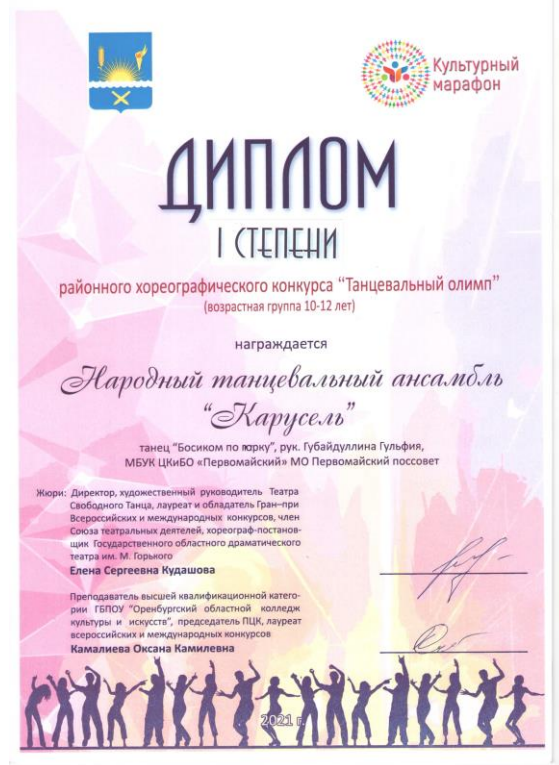 Культурный
марафон
ДИПЛОМ
I СТЕПЕНИ
районного хореографического конкурса “Танцевальный олимп”
(возрастная группа 10-12 лет)
награждается
Народный танцевальный ансамбль
“Карусель”
танец “Босиком по парку”, рук. Губайдуллина Гульфия,
МБУК ЦКиБО «Первомайский» МО Первомайский поссовет
Жюри: Директор, художественный руководитель Театра
Свободного Танца, лауреат и обладатель Гран–при
Всероссийских и международных конкурсов, член
Союза театральных деятелей, хореограф-постанов-
щик Государственного областного драматического
театра им. М. Горького
Елена Сергеевна Кудашова
Преподаватель высшей квалификационной катего-
рии ГБПОУ “Оренбургский областной колледж
культуры и искусств”, председатель ПЦК, лауреат
всероссийских и международных конкурсов
Камалиева Оксана Камилевна
2021 г.